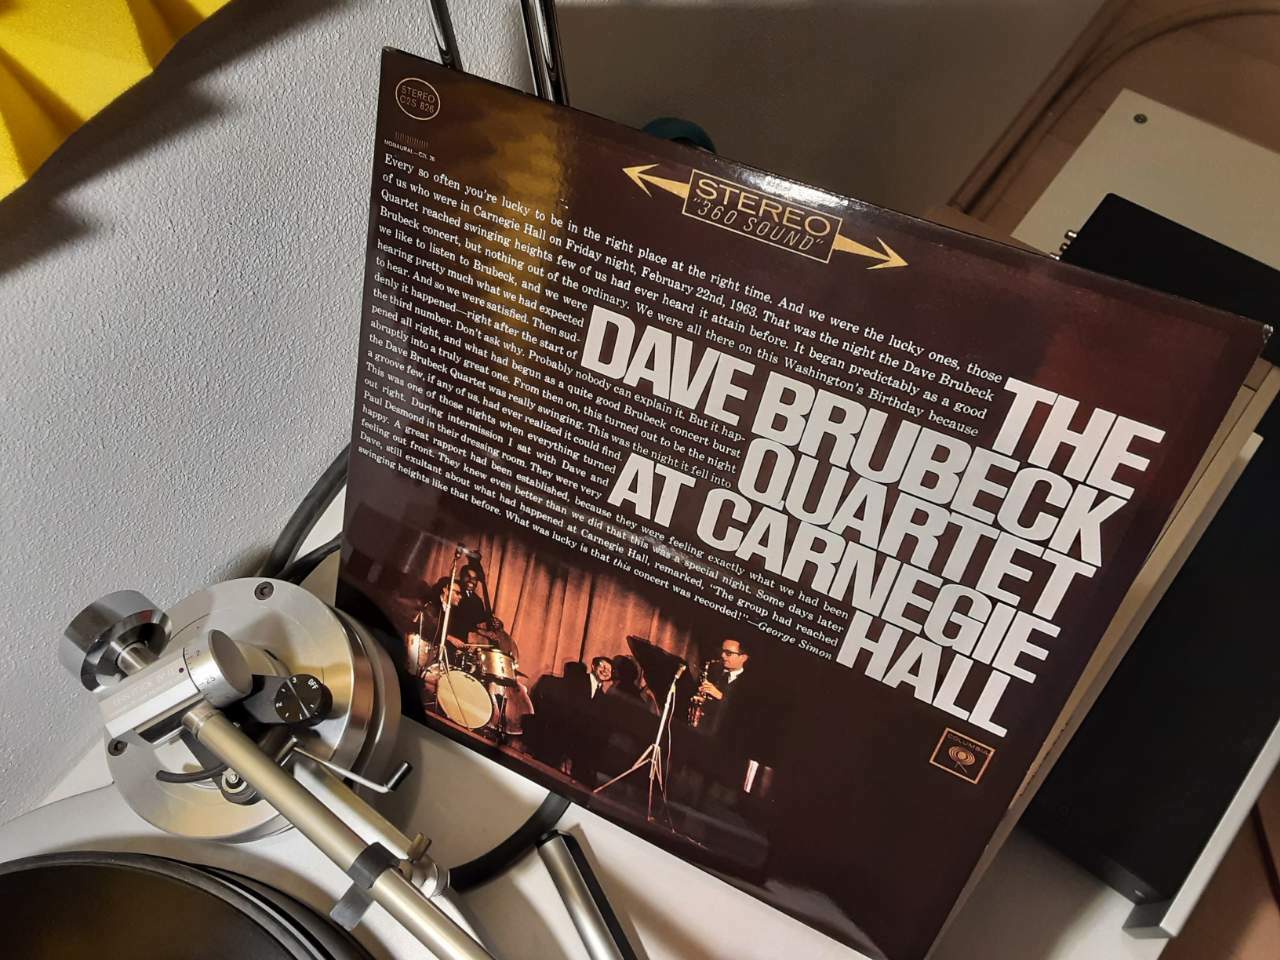 STEREO
C2S 826
MONAURAL—C2L 26
STEREO
"360 SOUND"
Every so often you're lucky to be in the right place at the right time. And we were the lucky ones, those
of us who were in Carnegie Hall on Friday night, February 22nd, 1963. That was the night the Dave Brubeck
Quartet reached swinging heights few of us had ever heard it attain before. It began predictably as a good
Brubeck concert, but nothing out of the ordinary. We were all there on this Washington's Birthday because
we like to listen to Brubeck, and we were
hearing pretty much what we had expected
to hear. And so we were satisfied. Then sud-
denly it happened—right after the start of
the third number. Don't ask why. Probably nobody can explain it. But it hap-
pened all right, and what had begun as a quite good Brubeck concert burst
abruptly into a truly great one. From then on, this turned out to be the night
the Dave Brubeck Quartet was really swinging. This was the night it fell into
a groove few, if any of us, had ever realized it could find.
This was one of those nights when everything turned
out right. During intermission I sat with Dave and
Paul Desmond in their dressing room. They were very
happy. A great rapport had been established, because they were feeling exactly what we had been
feeling out front. They knew even better than we did that this was a special night. Some days later
Dave, still exultant about what had happened at Carnegie Hall, remarked, "The group had reached
swinging heights like that before. What was lucky is that this concert was recorded!"—George Simon
THE
DAVE BRUBECK
QUARTET
AT CARNEGIE
HALL
COLUMBIA
OFF